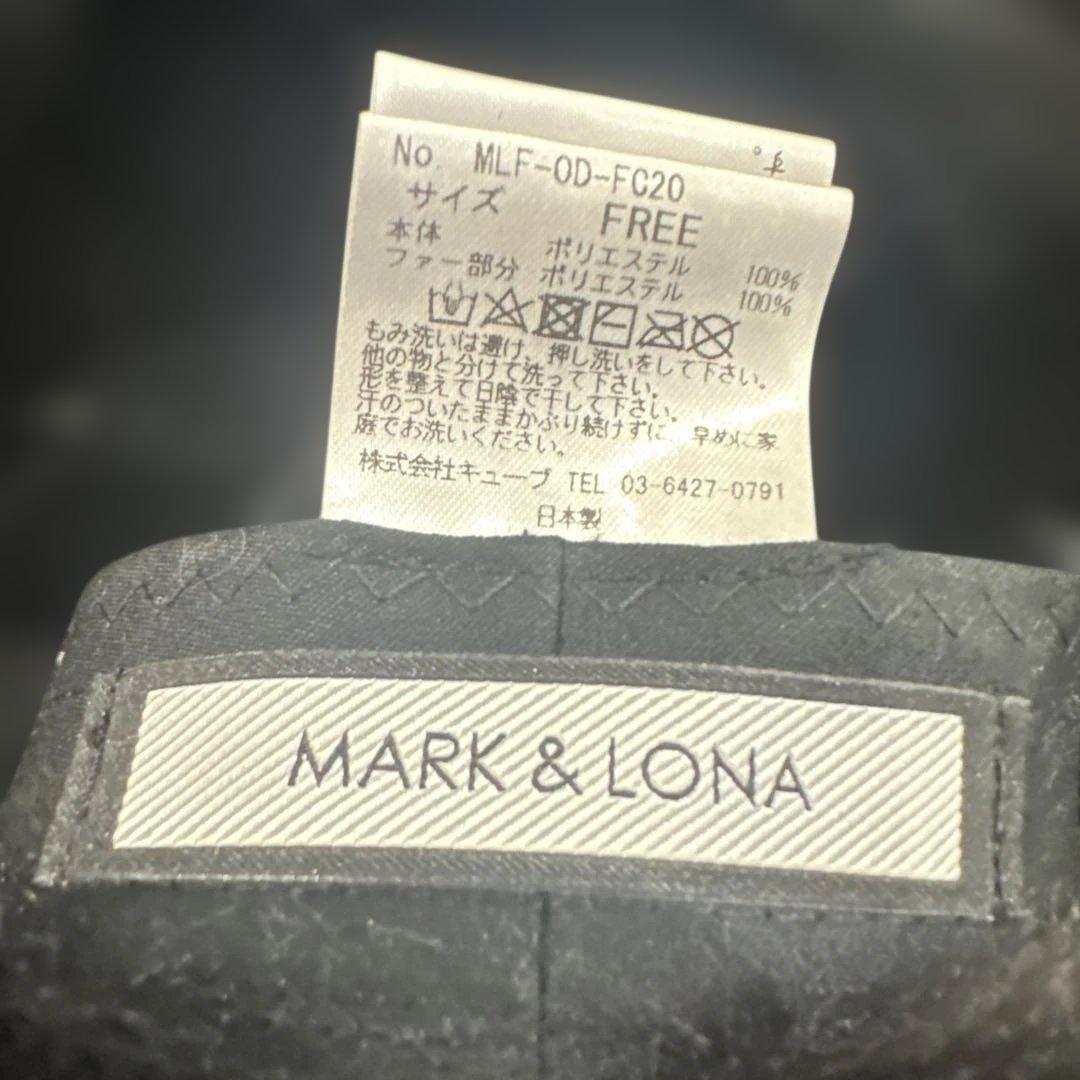 No. MLF-OD-FC20
サイズ FREE
本体 ポリエステル 100%
ファー部分 ポリエステル 100%
もみ洗いは避け、押し洗いをして下さい。
他の物と分けて洗って下さい。
形を整えて日陰で干して下さい。
汗のついたままかぶり続けずに、早めに家
庭でお洗いください。
株式会社キューブ TEL 03-6427-0791
日本製
MARK & LONA